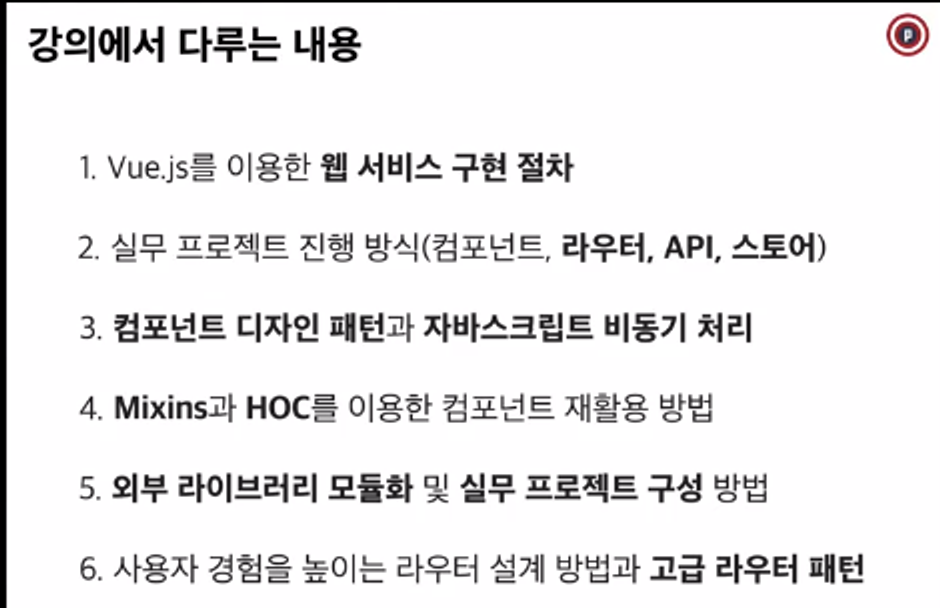 강의에서 다루는 내용
P
1. Vue.js를 이용한 웹 서비스 구현 절차
2. 실무 프로젝트 진행 방식(컴포넌트, 라우터, API, 스토어)
3. 컴포넌트 디자인 패턴과 자바스크립트 비동기 처리
4. Mixins과 HOC를 이용한 컴포넌트 재활용 방법
5. 외부 라이브러리 모듈화 및 실무 프로젝트 구성 방법
6. 사용자 경험을 높이는 라우터 설계 방법과 고급 라우터 패턴